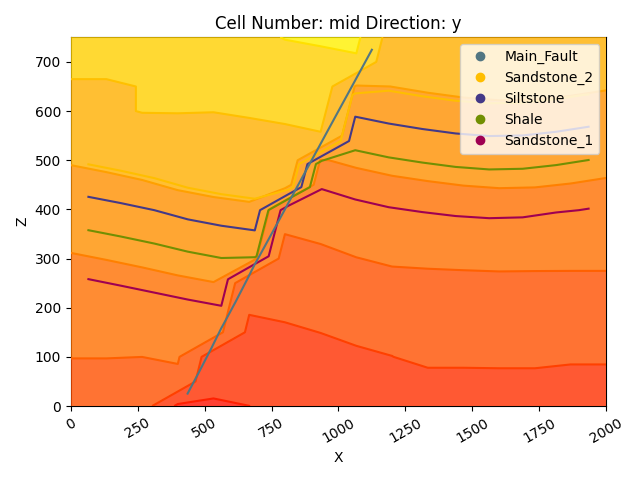 Cell Number: mid Direction: y
Main_Fault
Sandstone_2
Siltstone
Shale
Sandstone_1
700
600
500
400
300
200
100
0
Z
0
250
500
750
1000
1250
1500
1750
2000
X